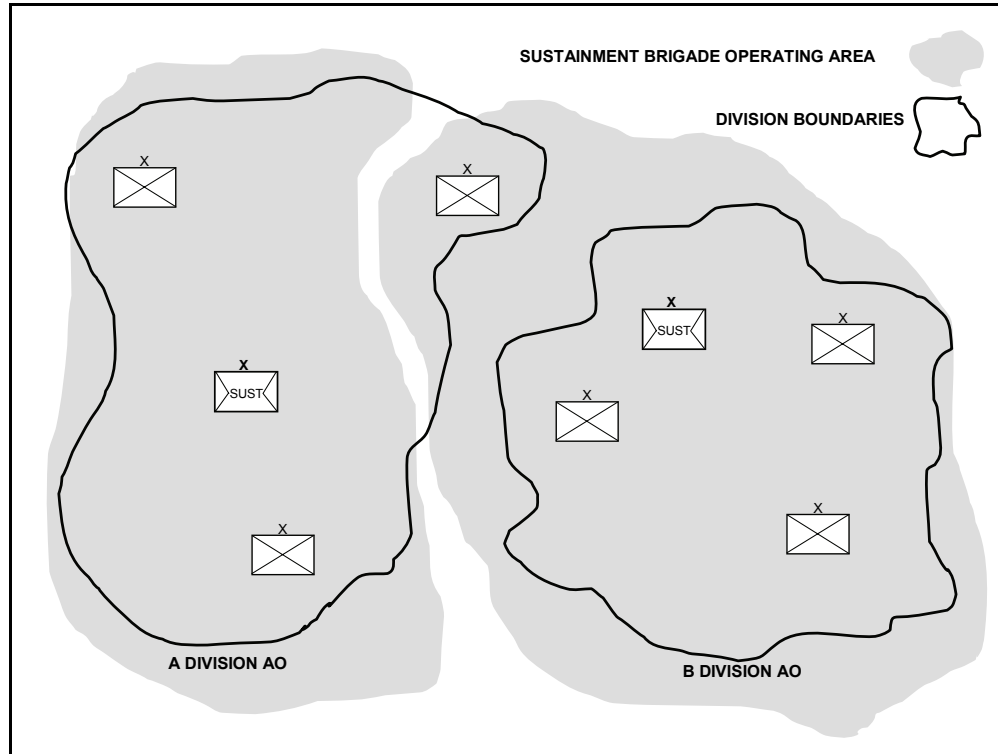 SUSTAINMENT BRIGADE OPERATING AREA
DIVISION BOUNDARIES
X
X
X
SUST
X
SUST
X
X
X
X
A DIVISION AO
B DIVISION AO